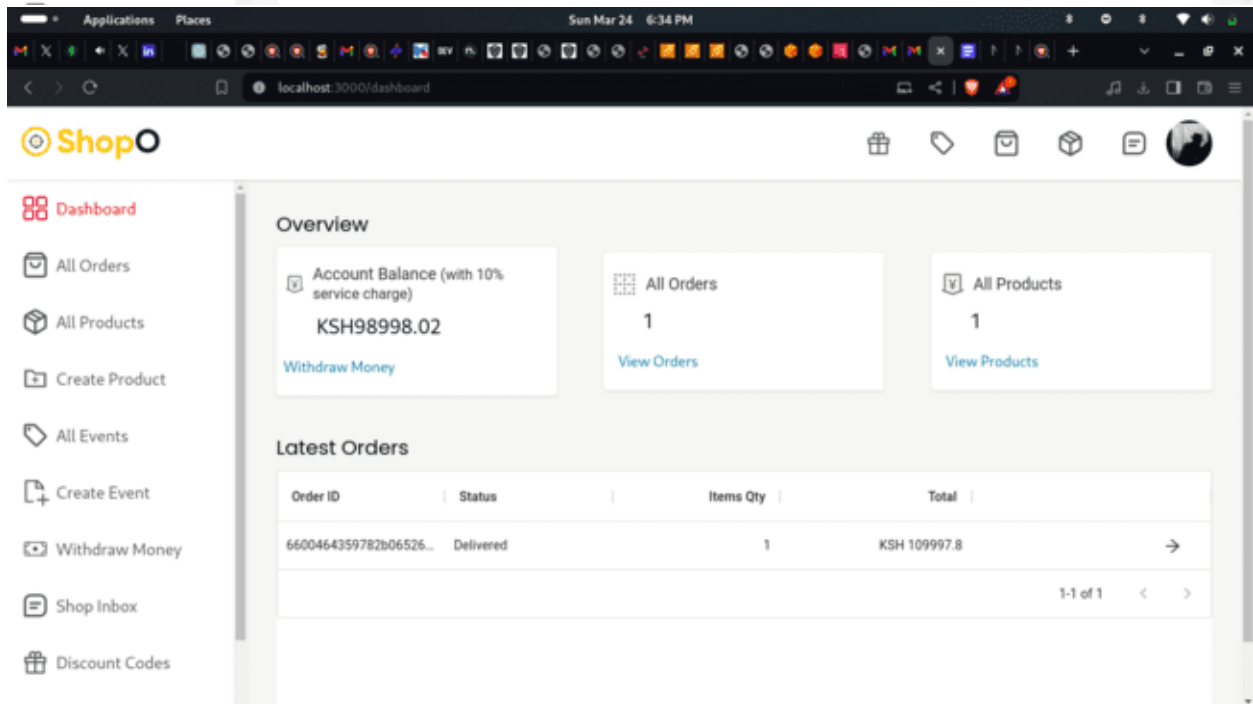 Applications Places Sun Mar 24 6:34 PM
localhost:3000/dashboard
ShopO
Dashboard
All Orders
All Products
Create Product
All Events
Create Event
Withdraw Money
Shop Inbox
Discount Codes
Overview
Account Balance (with 10%
service charge)
KSH98998.02
Withdraw Money
All Orders
1
View Orders
All Products
1
View Products
Latest Orders
Order ID Status Items Qty Total
6600464359782b06526... Delivered 1 KSH 109997.8
1-1 of 1